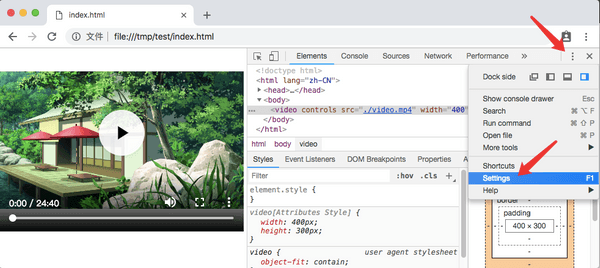 index.html
文件 file:///tmp/test/index.html
Elements Console Sources Network Performance »
<!doctype html>
<html lang="zh-CN">
<head>…</head>
<body>
<video controls src="./video.mp4" width="400"
</body>
</html>
html body video
Styles Event Listeners DOM Breakpoints Properties
Filter :hov .cls +
element.style {
}
video[Attributes Style] {
width: 400px;
height: 300px;
}
video { user agent stylesheet
object-fit: contain;
0:00 / 24:40
Dock side
Show console drawer Esc
Search ⌘ ⌥ F
Run command ⌘ ⇧ P
Open file ⌘ P
More tools
Shortcuts
Settings F1
Help
border
padding
400 × 300